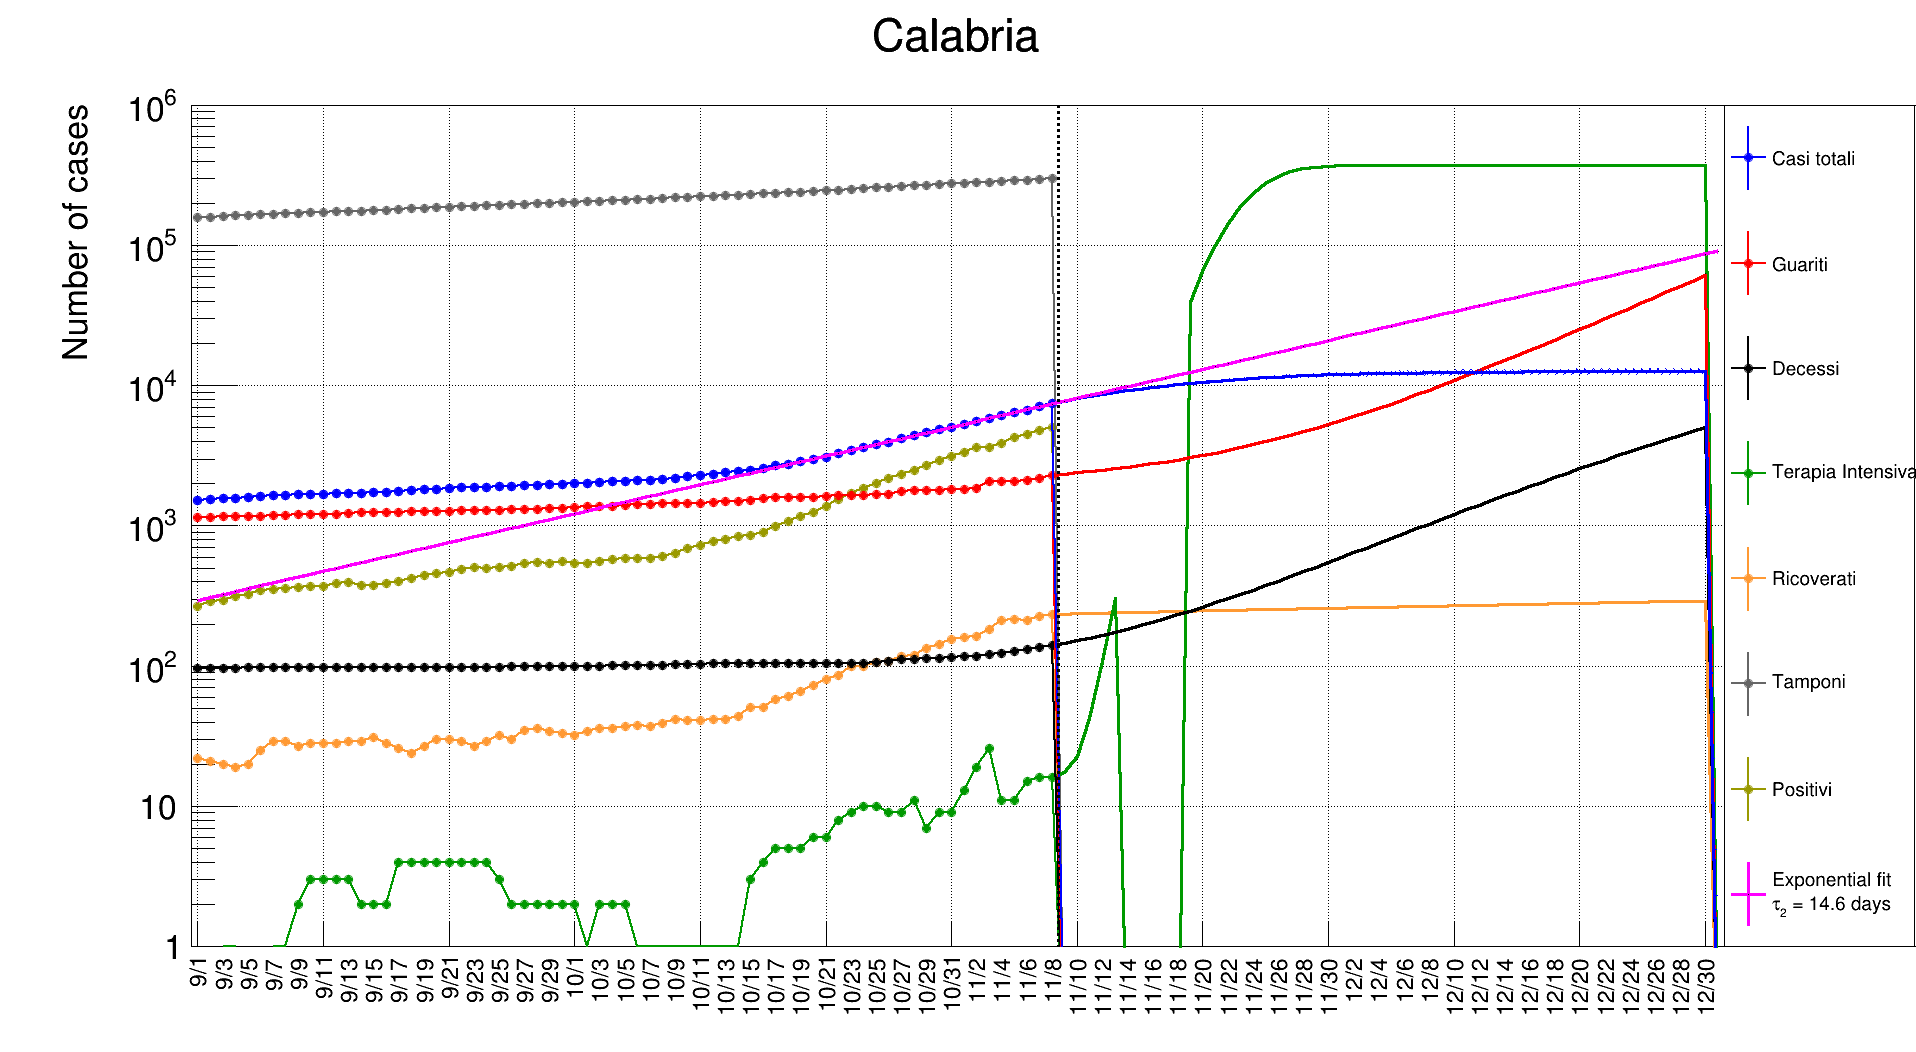 Calabria
Number of cases
10^6
10^5
10^4
10^3
10^2
10
1
9/1 9/3 9/5 9/7 9/9 9/11 9/13 9/15 9/17 9/19 9/21 9/23 9/25 9/27 9/29 10/1 10/3 10/5 10/7 10/9 10/11 10/13 10/15 10/17 10/19 10/21 10/23 10/25 10/27 10/29 10/31 11/2 11/4 11/6 11/8 11/10 11/12 11/14 11/16 11/18 11/20 11/22 11/24 11/26 11/28 11/30 12/2 12/4 12/6 12/8 12/10 12/12 12/14 12/16 12/18 12/20 12/22 12/24 12/26 12/28 12/30
Casi totali
Guariti
Decessi
Terapia Intensiva
Ricoverati
Tamponi
Positivi
Exponential fit
τ_2 = 14.6 days